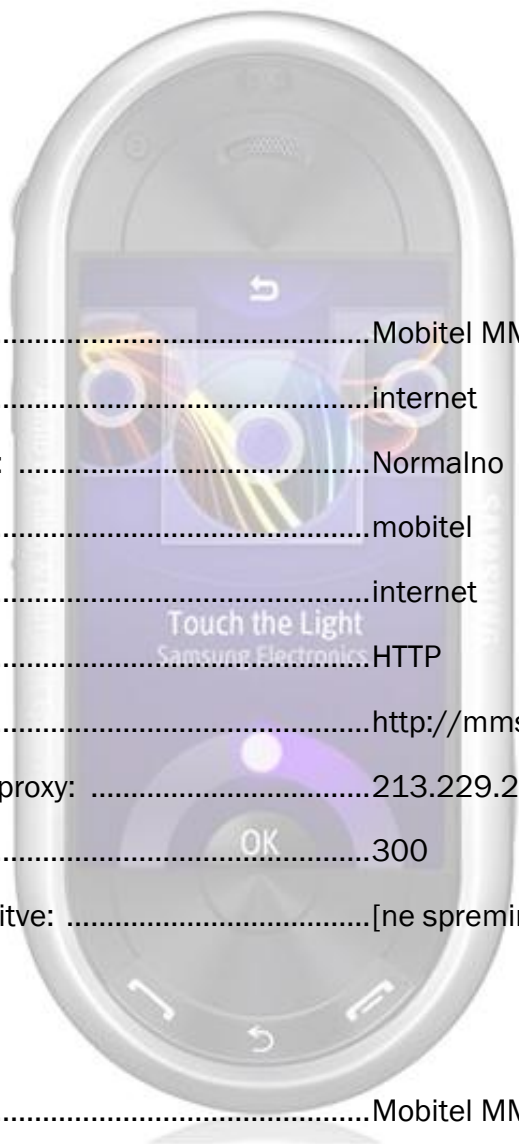 ........................................Mobitel MM
........................................internet
: ........................................Normalno
........................................mobitel
........................................internet
Touch the Light
Samsung Electronics
........................................HTTP
........................................http://mms
proxy: ........................................213.229.2
OK
........................................300
itve: ........................................[ne spremin
........................................Mobitel MM
SAMSUNG